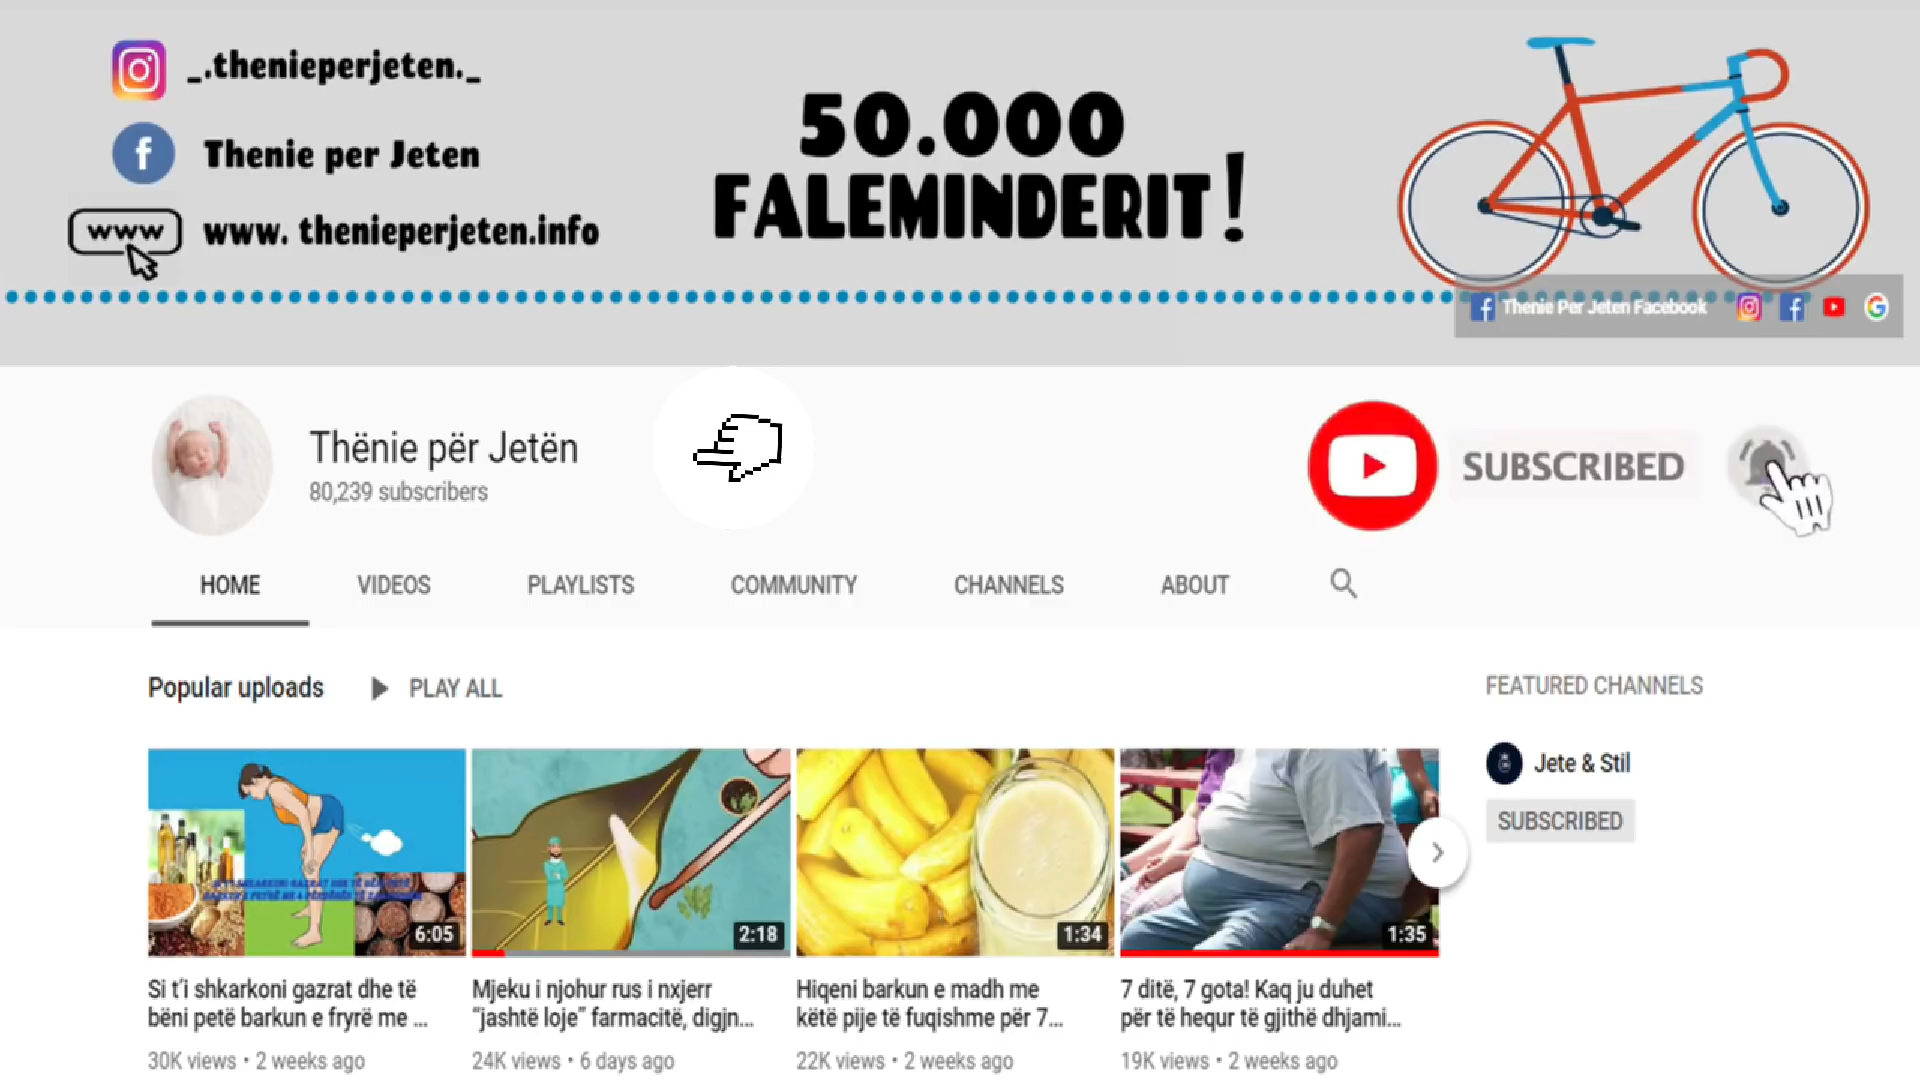 _.thenieperjeten._
Thenie per Jeten
www
www. thenieperjeten.info
50.000
FALEMINDERIT!
Thenie Per Jeten Facebook
Thënie për Jetën
80,239 subscribers
SUBSCRIBED
HOME VIDEOS PLAYLISTS COMMUNITY CHANNELS ABOUT
Popular uploads PLAY ALL
FEATURED CHANNELS
Jete & Stil
SUBSCRIBED
6:05
2:18
1:34
1:35
Si t'i shkarkoni gazrat dhe të
bëni petë barkun e fryrë me ...
30K views • 2 weeks ago
Mjeku i njohur rus i nxjerr
"jashtë loje" farmacitë, digjn...
24K views • 6 days ago
Hiqeni barkun e madh me
këtë pije të fuqishme për 7...
22K views • 2 weeks ago
7 ditë, 7 gota! Kaq ju duhet
për të hequr të gjithë dhjami...
19K views • 2 weeks ago